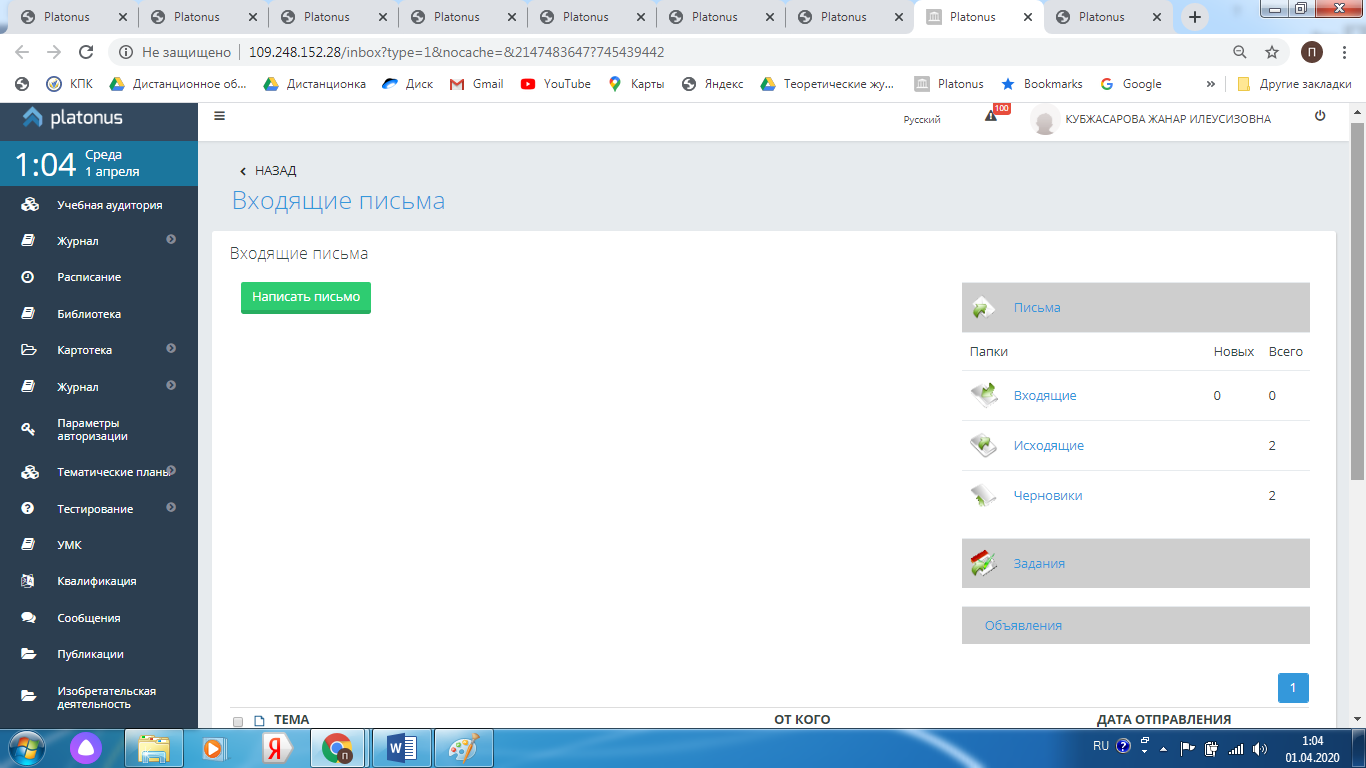 Platonus
Platonus
Platonus
Platonus
Platonus
Platonus
Platonus
Platonus
Platonus
Не защищено
109.248.152.28/inbox?type=1&nocache=&21474836477745439442
П
КПК
Дистанционное об...
Дистанционка
Диск
Gmail
YouTube
Карты
Яндекс
Теоретические жу...
Platonus
Bookmarks
Google
»
Другие закладки
platonus
Русский
100
КУБЖАСАРОВА ЖАНАР ИЛЕУСИЗОВНА
1:04
Среда
1 апреля
НАЗАД
Входящие письма
Учебная аудитория
Журнал
Расписание
Библиотека
Картотека
Журнал
Параметры
авторизации
Тематические планы
Тестирование
УМК
Квалификация
Сообщения
Публикации
Изобретательская
деятельность
Входящие письма
Написать письмо
Письма
Папки Новых Всего
Входящие 0 0
Исходящие 2
Черновики 2
Задания
Объявления
1
ТЕМА ОТ КОГО ДАТА ОТПРАВЛЕНИЯ
RU
1:04
01.04.2020